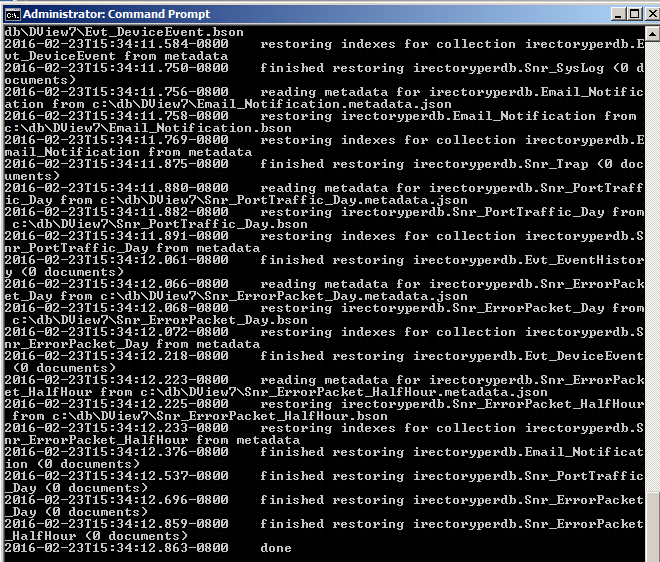 Administrator: Command Prompt
db\DView7\Evt_DeviceEvent.bson
2016-02-23T15:34:11.584-0800    restoring indexes for collection irectoryperdb.E
vt_DeviceEvent from metadata
2016-02-23T15:34:11.750-0800    finished restoring irectoryperdb.Snr_SysLog (0 d
ocuments)
2016-02-23T15:34:11.756-0800    reading metadata for irectoryperdb.Email_Notific
ation from c:\db\DView7\Email_Notification.metadata.json
2016-02-23T15:34:11.758-0800    restoring irectoryperdb.Email_Notification from
c:\db\DView7\Email_Notification.bson
2016-02-23T15:34:11.769-0800    restoring indexes for collection irectoryperdb.E
mail_Notification from metadata
2016-02-23T15:34:11.875-0800    finished restoring irectoryperdb.Snr_Trap (0 doc
uments)
2016-02-23T15:34:11.880-0800    reading metadata for irectoryperdb.Snr_PortTraff
ic_Day from c:\db\DView7\Snr_PortTraffic_Day.metadata.json
2016-02-23T15:34:11.882-0800    restoring irectoryperdb.Snr_PortTraffic_Day from
 c:\db\DView7\Snr_PortTraffic_Day.bson
2016-02-23T15:34:11.891-0800    restoring indexes for collection irectoryperdb.S
nr_PortTraffic_Day from metadata
2016-02-23T15:34:12.061-0800    finished restoring irectoryperdb.Evt_EventHistor
y (0 documents)
2016-02-23T15:34:12.066-0800    reading metadata for irectoryperdb.Snr_ErrorPack
et_Day from c:\db\DView7\Snr_ErrorPacket_Day.metadata.json
2016-02-23T15:34:12.068-0800    restoring irectoryperdb.Snr_ErrorPacket_Day from
 c:\db\DView7\Snr_ErrorPacket_Day.bson
2016-02-23T15:34:12.072-0800    restoring indexes for collection irectoryperdb.S
nr_ErrorPacket_Day from metadata
2016-02-23T15:34:12.218-0800    finished restoring irectoryperdb.Evt_DeviceEvent
 (0 documents)
2016-02-23T15:34:12.223-0800    reading metadata for irectoryperdb.Snr_ErrorPack
et_HalfHour from c:\db\DView7\Snr_ErrorPacket_HalfHour.metadata.json
2016-02-23T15:34:12.225-0800    restoring irectoryperdb.Snr_ErrorPacket_HalfHour
 from c:\db\DView7\Snr_ErrorPacket_HalfHour.bson
2016-02-23T15:34:12.233-0800    restoring indexes for collection irectoryperdb.S
nr_ErrorPacket_HalfHour from metadata
2016-02-23T15:34:12.376-0800    finished restoring irectoryperdb.Email_Notificat
ion (0 documents)
2016-02-23T15:34:12.537-0800    finished restoring irectoryperdb.Snr_PortTraffic
_Day (0 documents)
2016-02-23T15:34:12.696-0800    finished restoring irectoryperdb.Snr_ErrorPacket
_Day (0 documents)
2016-02-23T15:34:12.859-0800    finished restoring irectoryperdb.Snr_ErrorPacket
_HalfHour (0 documents)
2016-02-23T15:34:12.863-0800    done